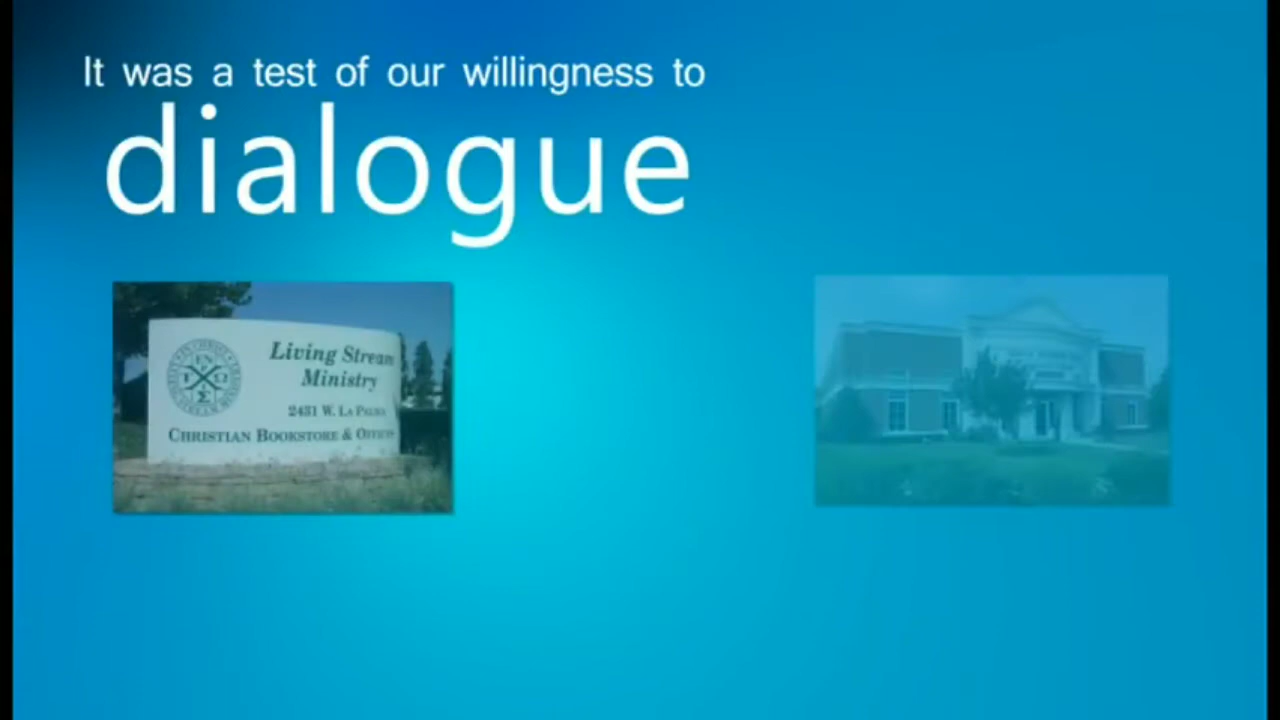 It was a test of our willingness to
dialogue
Living Stream
Ministry
2431 W. La Palma
Christian Bookstore & Offices